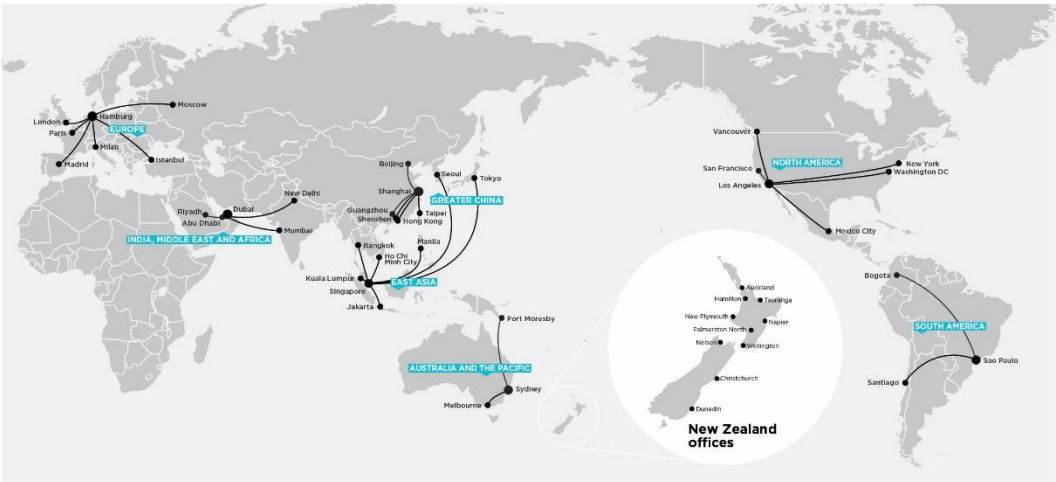 Moscow
London
Hamburg
Paris
EUROPE
Milan
Madrid
Istanbul
Beijing
Seoul
Tokyo
Shanghai
GREATER CHINA
New Delhi
Riyadh
Dubai
Abu Dhabi
Mumbai
INDIA, MIDDLE EAST AND AFRICA
Guangzhou
Shenzhen
Taipei
Hong Kong
Bangkok
Manila
Ho Chi
Minh City
Kuala Lumpur
EAST ASIA
Singapore
Jakarta
Port Moresby
AUSTRALIA AND THE PACIFIC
Sydney
Melbourne
Vancouver
NORTH AMERICA
New York
San Francisco
Washington DC
Los Angeles
Mexico City
Bogota
SOUTH AMERICA
Sao Paulo
Santiago
Auckland
Hamilton
Tauranga
New Plymouth
Napier
Palmerston North
Nelson
Wellington
Christchurch
Dunedin
New Zealand
offices